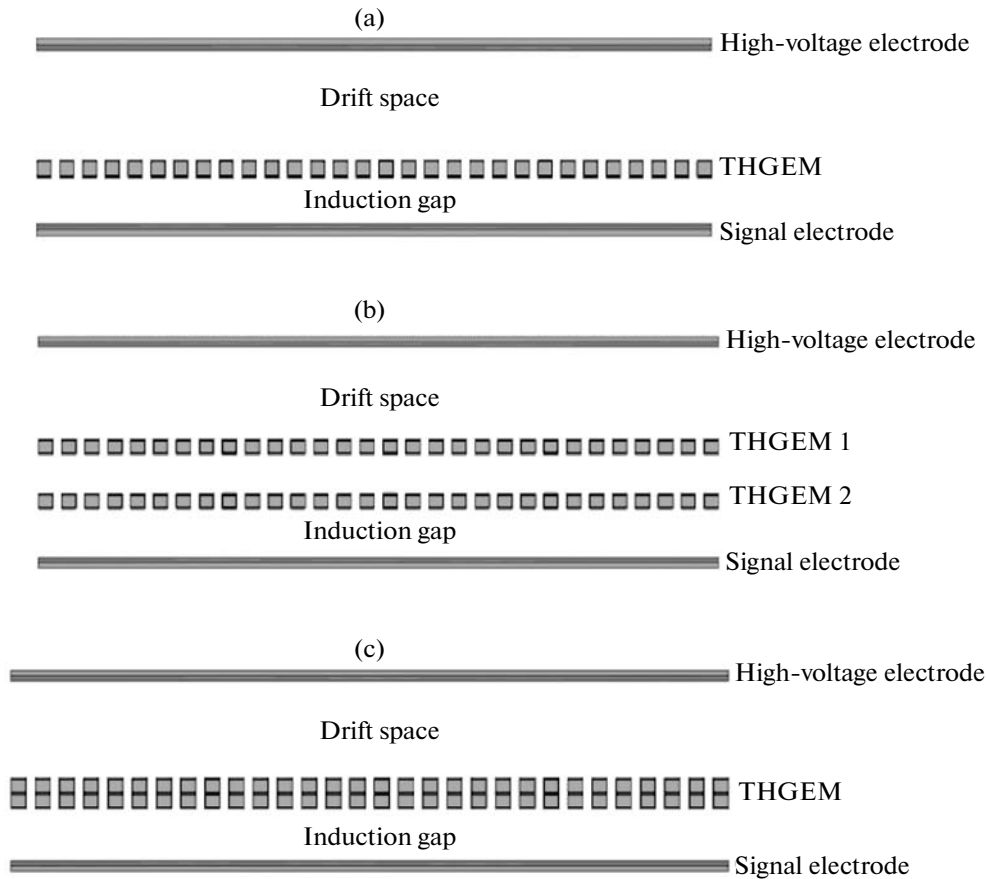 (a)
High-voltage electrode
Drift space
THGEM
Induction gap
Signal electrode
(b)
High-voltage electrode
Drift space
THGEM 1
THGEM 2
Induction gap
Signal electrode
(c)
High-voltage electrode
Drift space
THGEM
Induction gap
Signal electrode